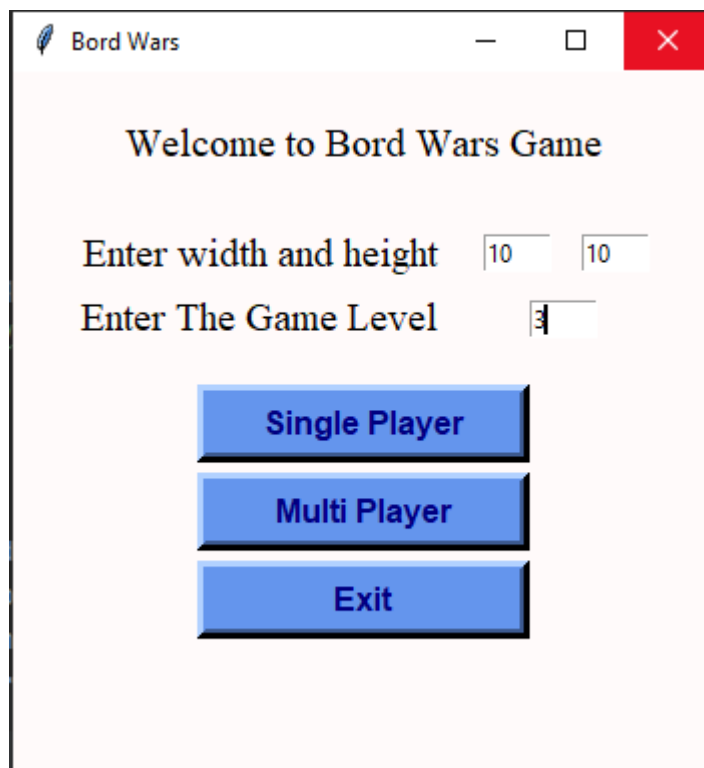 Bord Wars
Welcome to Bord Wars Game
Enter width and height 10 10
Enter The Game Level 3
Single Player
Multi Player
Exit